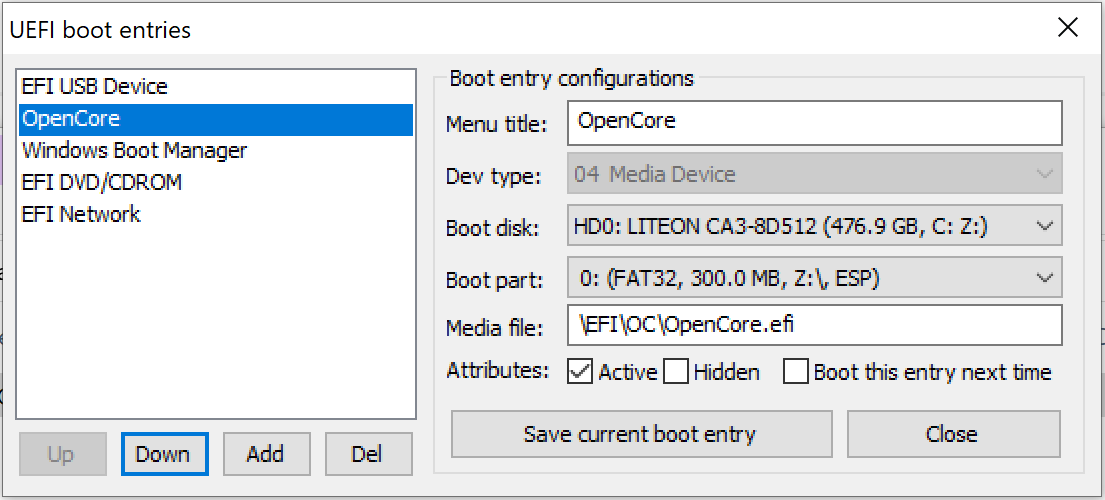 UEFI boot entries
EFI USB Device
OpenCore
Windows Boot Manager
EFI DVD/CDROM
EFI Network
Up
Down
Add
Del
Boot entry configurations
Menu title: OpenCore
Dev type: 04 Media Device
Boot disk: HD0: LITEON CA3-8D512 (476.9 GB, C: Z:)
Boot part: 0: (FAT32, 300.0 MB, Z:\, ESP)
Media file: \EFI\OC\OpenCore.efi
Attributes: Active Hidden Boot this entry next time
Save current boot entry
Close